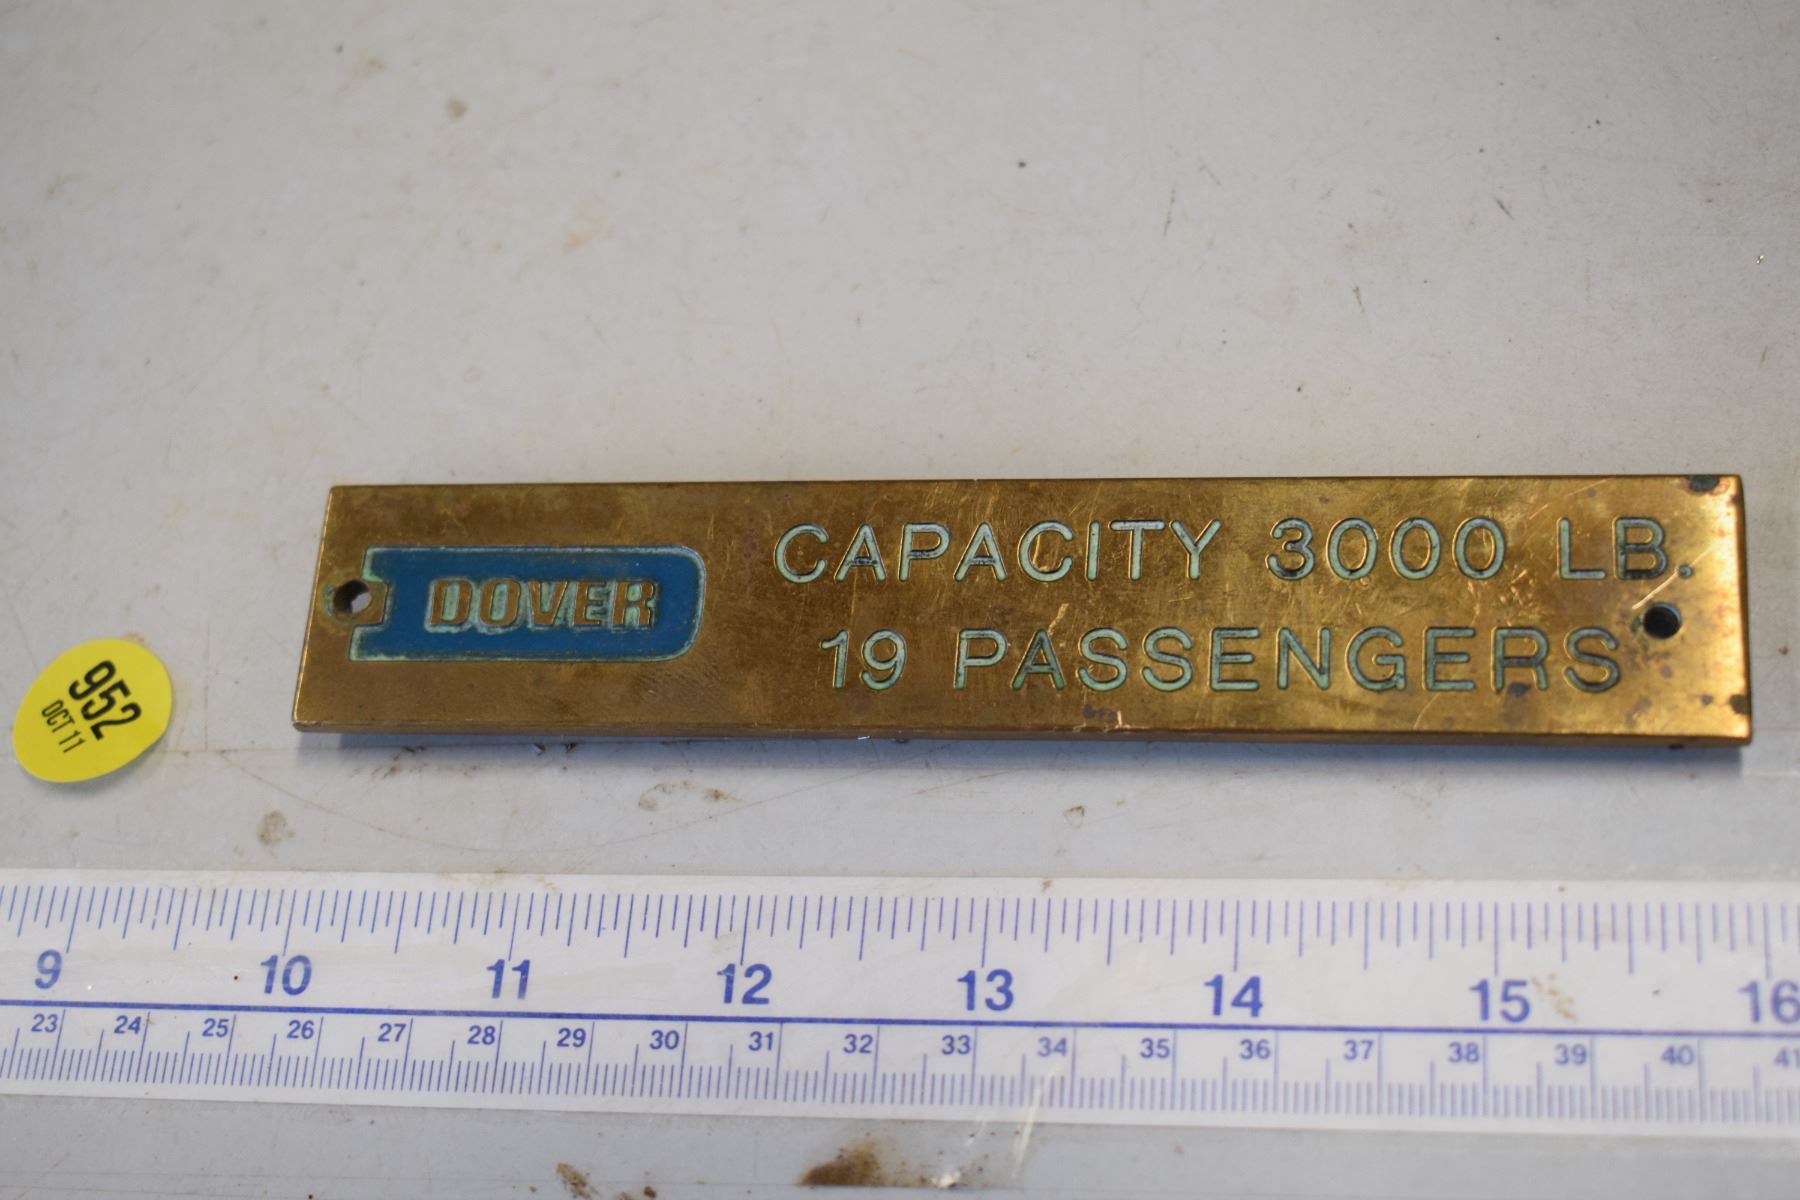 DOVER
CAPACITY 3000 LB.
19 PASSENGERS
952
OCT 11
9 10 11 12 13 14 15 16
23 24 25 26 27 28 29 30 31 32 33 34 35 36 37 38 39 40 41